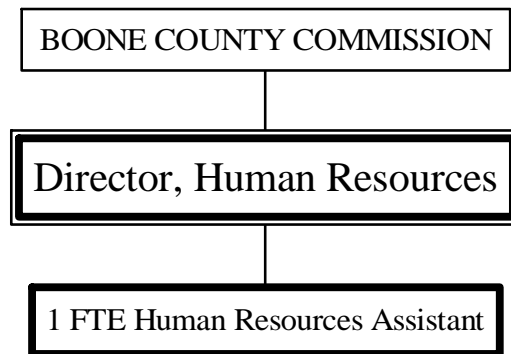 BOONE COUNTY COMMISSION
Director, Human Resources
1 FTE Human Resources Assistant